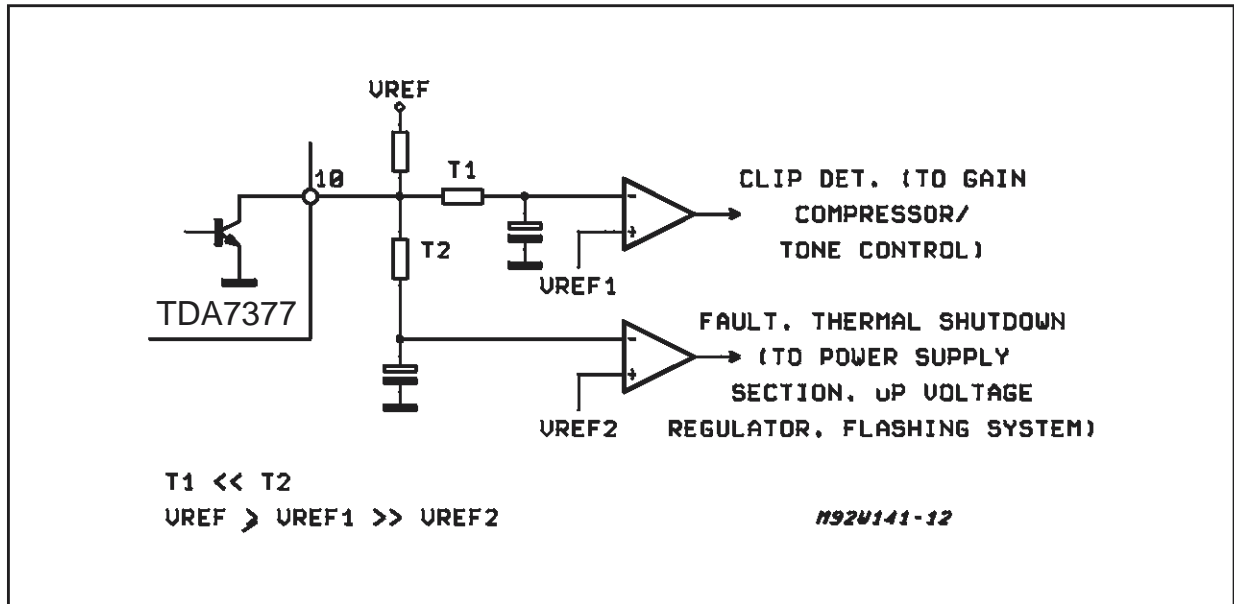 VREF
10
T1
T2
TDA7377
-
+
VREF1
CLIP DET. (TO GAIN
COMPRESSOR/
TONE CONTROL)
-
+
VREF2
FAULT. THERMAL SHUTDOWN
(TO POWER SUPPLY
SECTION. uP VOLTAGE
REGULATOR. FLASHING SYSTEM)
T1 << T2
VREF > VREF1 >> VREF2
M92W141-12